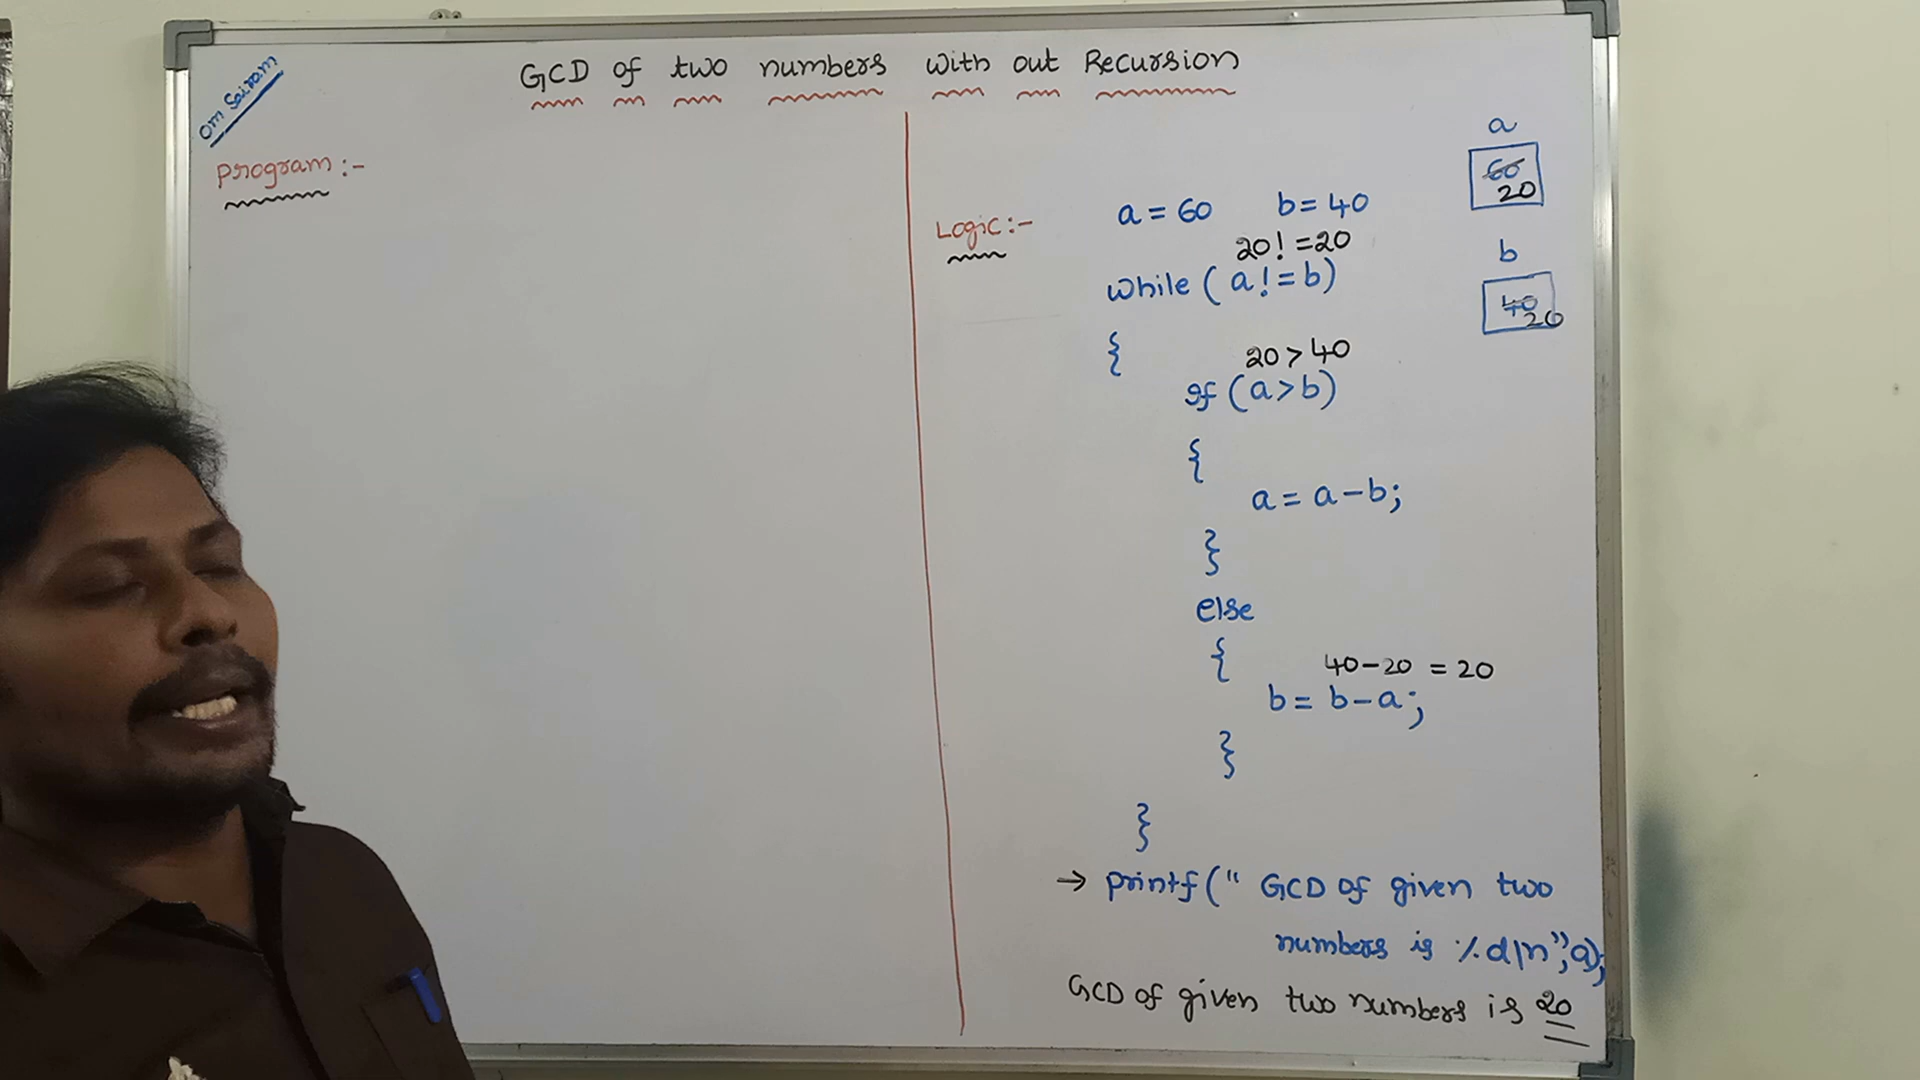 Om Sairam
GCD of two numbers with out Recursion
Program :-
Logic :-
a = 60 b = 40
20! = 20
while ( a! = b)
{
20 > 40
if (a > b)
{
a = a - b;
}
else
{
40 - 20 = 20
b = b - a;
}
}
→ printf (" GCD of given two
numbers is %d\n", a);
GCD of given two numbers is 20
a
60
20
b
40
20